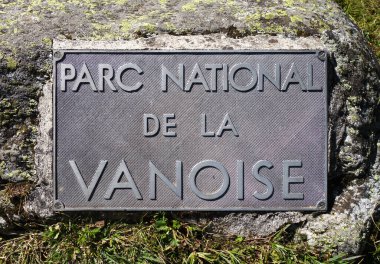 PARC NATIONAL
DE LA
VANOISE